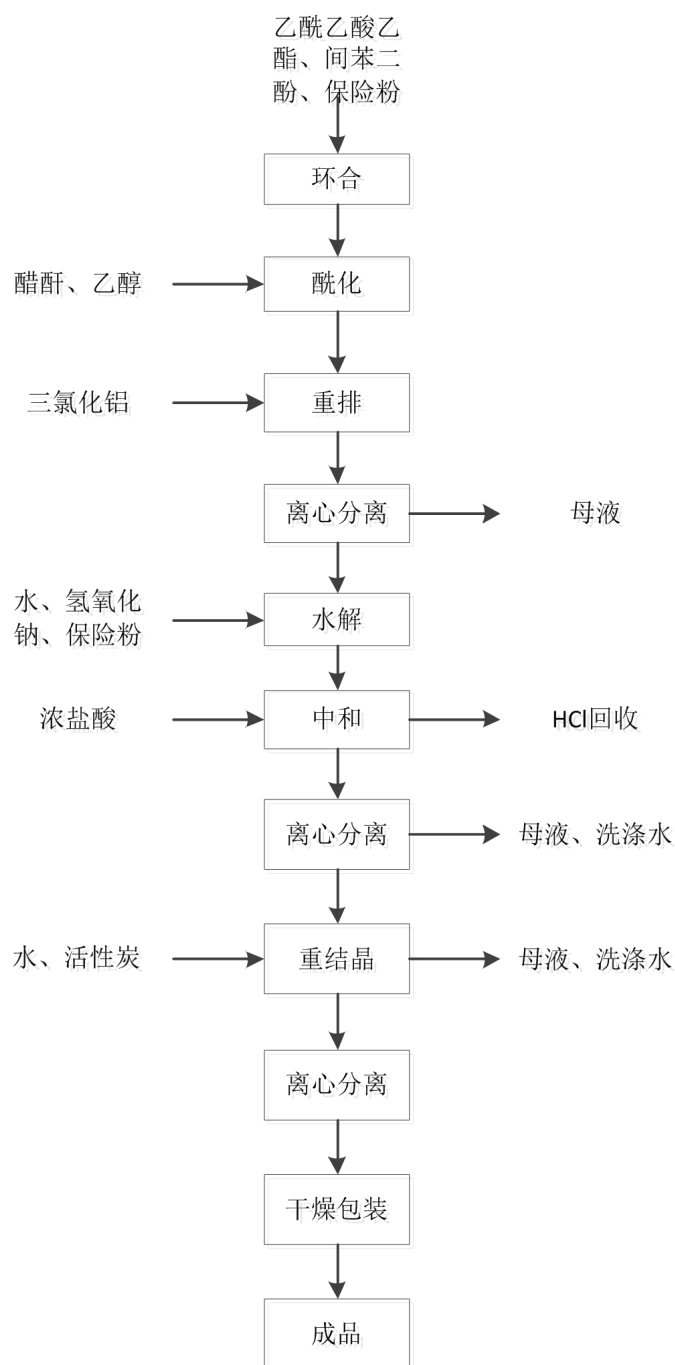 乙酰乙酸乙
酯、间苯二
酚、保险粉
环合
醋酐、乙醇
酰化
三氯化铝
重排
离心分离
母液
水、氢氧化
钠、保险粉
水解
浓盐酸
中和
HCl回收
离心分离
母液、洗涤水
水、活性炭
重结晶
母液、洗涤水
离心分离
干燥包装
成品